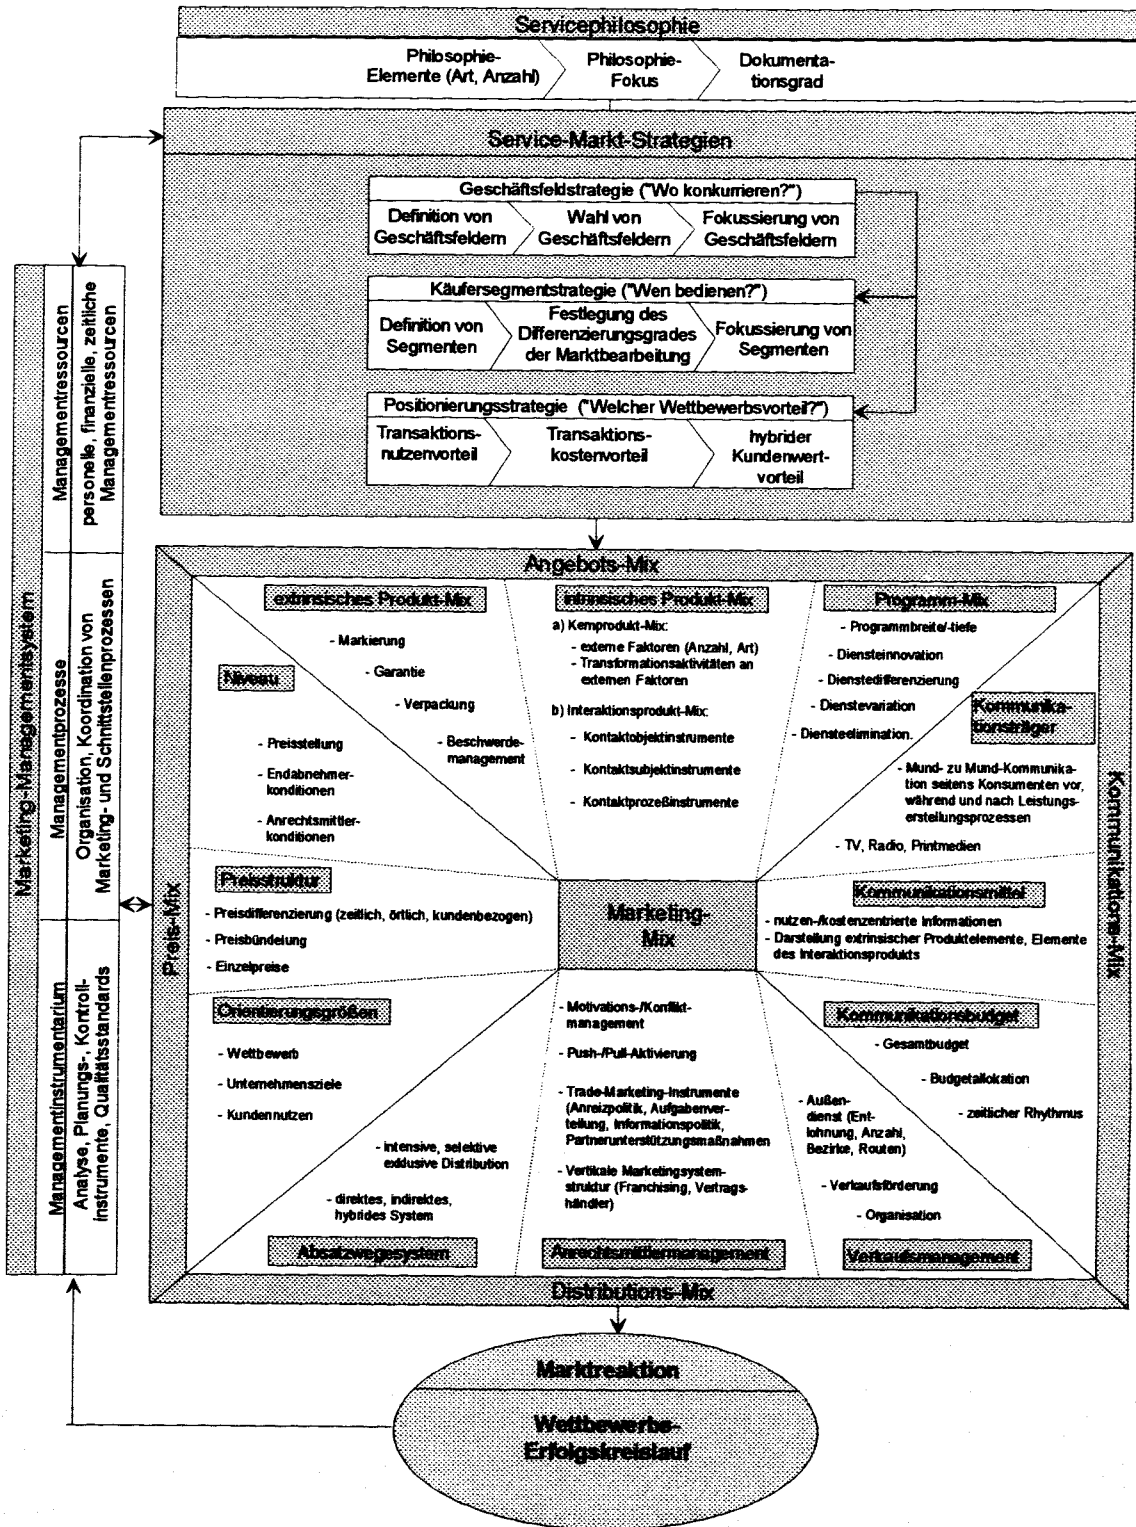 Servicephilosophie
Philosophie-
Elemente (Art, Anzahl)
Philosophie-
Fokus
Dokumenta-
tionsgrad
Service-Markt-Strategien
Geschäftsfeldstrategie ("Wo konkurrieren?")
Definition von
Geschäftsfeldern
Wahl von
Geschäftsfeldern
Fokussierung von
Geschäftsfeldern
Käufersegmentstrategie ("Wen bedienen?")
Definition von
Segmenten
Festlegung des
Differenzierungsgrades
der Marktbearbeitung
Fokussierung von
Segmenten
Positionierungsstrategie ("Welcher Wettbewerbsvorteil?")
Transaktions-
nutzenvorteil
Transaktions-
kostenvorteil
hybrider
Kundenwert-
vorteil
Marketing-Managementsystem
Managementressourcen
personelle, finanzielle, zeitliche
Managementressourcen
Managementprozesse
Organisation, Koordination von
Marketing- und Schnittstellenprozessen
Managementinstrumentarium
Analyse, Planungs-, Kontroll-
instrumente, Qualitätsstandards
Angebots-Mix
extrinsisches Produkt-Mix
- Markierung
- Garantie
- Verpackung
- Beschwerde-
management
intrinsisches Produkt-Mix
a) Kernprodukt-Mix:
- externe Faktoren (Anzahl, Art)
- Transformationsaktivitäten an
externen Faktoren
b) Interaktionsprodukt-Mix:
- Kontaktobjektinstrumente
- Kontaktsubjektinstrumente
- Kontaktprozeßinstrumente
Programm-Mix
- Programmbreite/-tiefe
- Diensteinnovation
- Dienstedifferenzierung
- Dienstevariation
- Diensteelimination.
Preis-Mix
Niveau
- Preisstellung
- Endabnehmer-
konditionen
- Anrechtsmittler-
konditionen
Preisstruktur
- Preisdifferenzierung (zeitlich, örtlich, kundenbezogen)
- Preisbündelung
- Einzelpreise
Orientierungsgrößen
- Wettbewerb
- Unternehmensziele
- Kundennutzen
Marketing-
Mix
Kommunikations-Mix
Kommunika-
tionsträger
- Mund- zu Mund-Kommunika-
tion seitens Konsumenten vor,
während und nach Leistungs-
erstellungsprozessen
- TV, Radio, Printmedien
Kommunikationsmittel
- nutzen-/kostenzentrierte Informationen
- Darstellung extrinsischer Produktelemente, Elemente
des Interaktionsprodukts
Kommunikationsbudget
- Gesamtbudget
- Budgetallokation
- zeitlicher Rhythmus
- intensive, selektive
exklusive Distribution
- direktes, indirektes,
hybrides System
Absatzwegesystem
- Motivations-/Konflikt-
management
- Push-/Pull-Aktivierung
- Trade-Marketing-Instrumente
(Anreizpolitik, Aufgabenver-
teilung, Informationspolitik,
Partnerunterstützungsmaßnahmen
- Vertikale Marketingsystem-
struktur (Franchising, Vertrags-
händler)
Anrechtsmittlermanagement
- Außen-
dienst (Ent-
lohnung, Anzahl,
Bezirke, Routen)
- Verkaufsförderung
- Organisation
Verkaufsmanagement
Distributions-Mix
Marktreaktion
Wettbewerbs-
Erfolgskreislauf